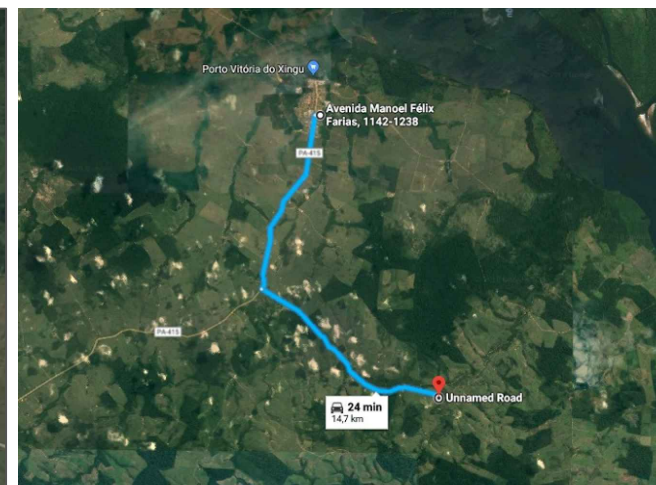 Porto Vitória do Xingu
Avenida Manoel Félix
Farias, 1142-1238
PA-415
PA-415
Unnamed Road
24 min
14,7 km